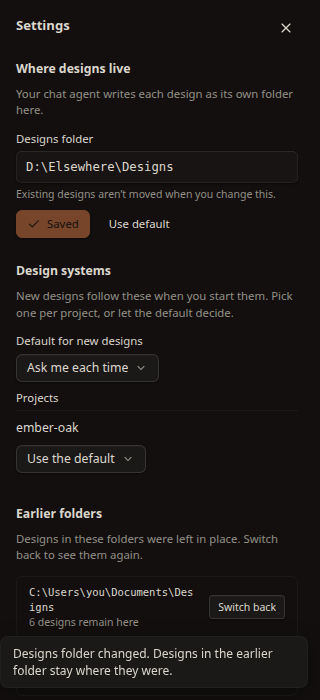 Settings
Where designs live
Your chat agent writes each design as its own folder
here.
Designs folder
D:\Elsewhere\Designs
Existing designs aren't moved when you change this.
Saved
Use default
Design systems
New designs follow these when you start them. Pick
one per project, or let the default decide.
Default for new designs
Ask me each time
Projects
ember-oak
Use the default
Earlier folders
Designs in these folders were left in place. Switch
back to see them again.
C:\Users\you\Documents\Des
igns
6 designs remain here
Switch back
Designs folder changed. Designs in the earlier
folder stay where they were.